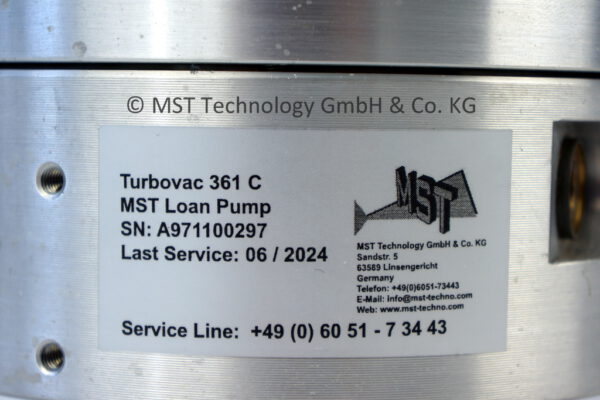 © MST Technology GmbH & Co. KG
Turbovac 361 C
MST Loan Pump
SN: A971100297
Last Service: 06 / 2024
MST
MST Technology GmbH & Co. KG
Sandstr. 5
63589 Linsengericht
Germany
Telefon: +49(0)6051-73443
E-Mail: info@mst-techno.com
Web: www.mst-techno.com
Service Line: +49 (0) 60 51 - 7 34 43